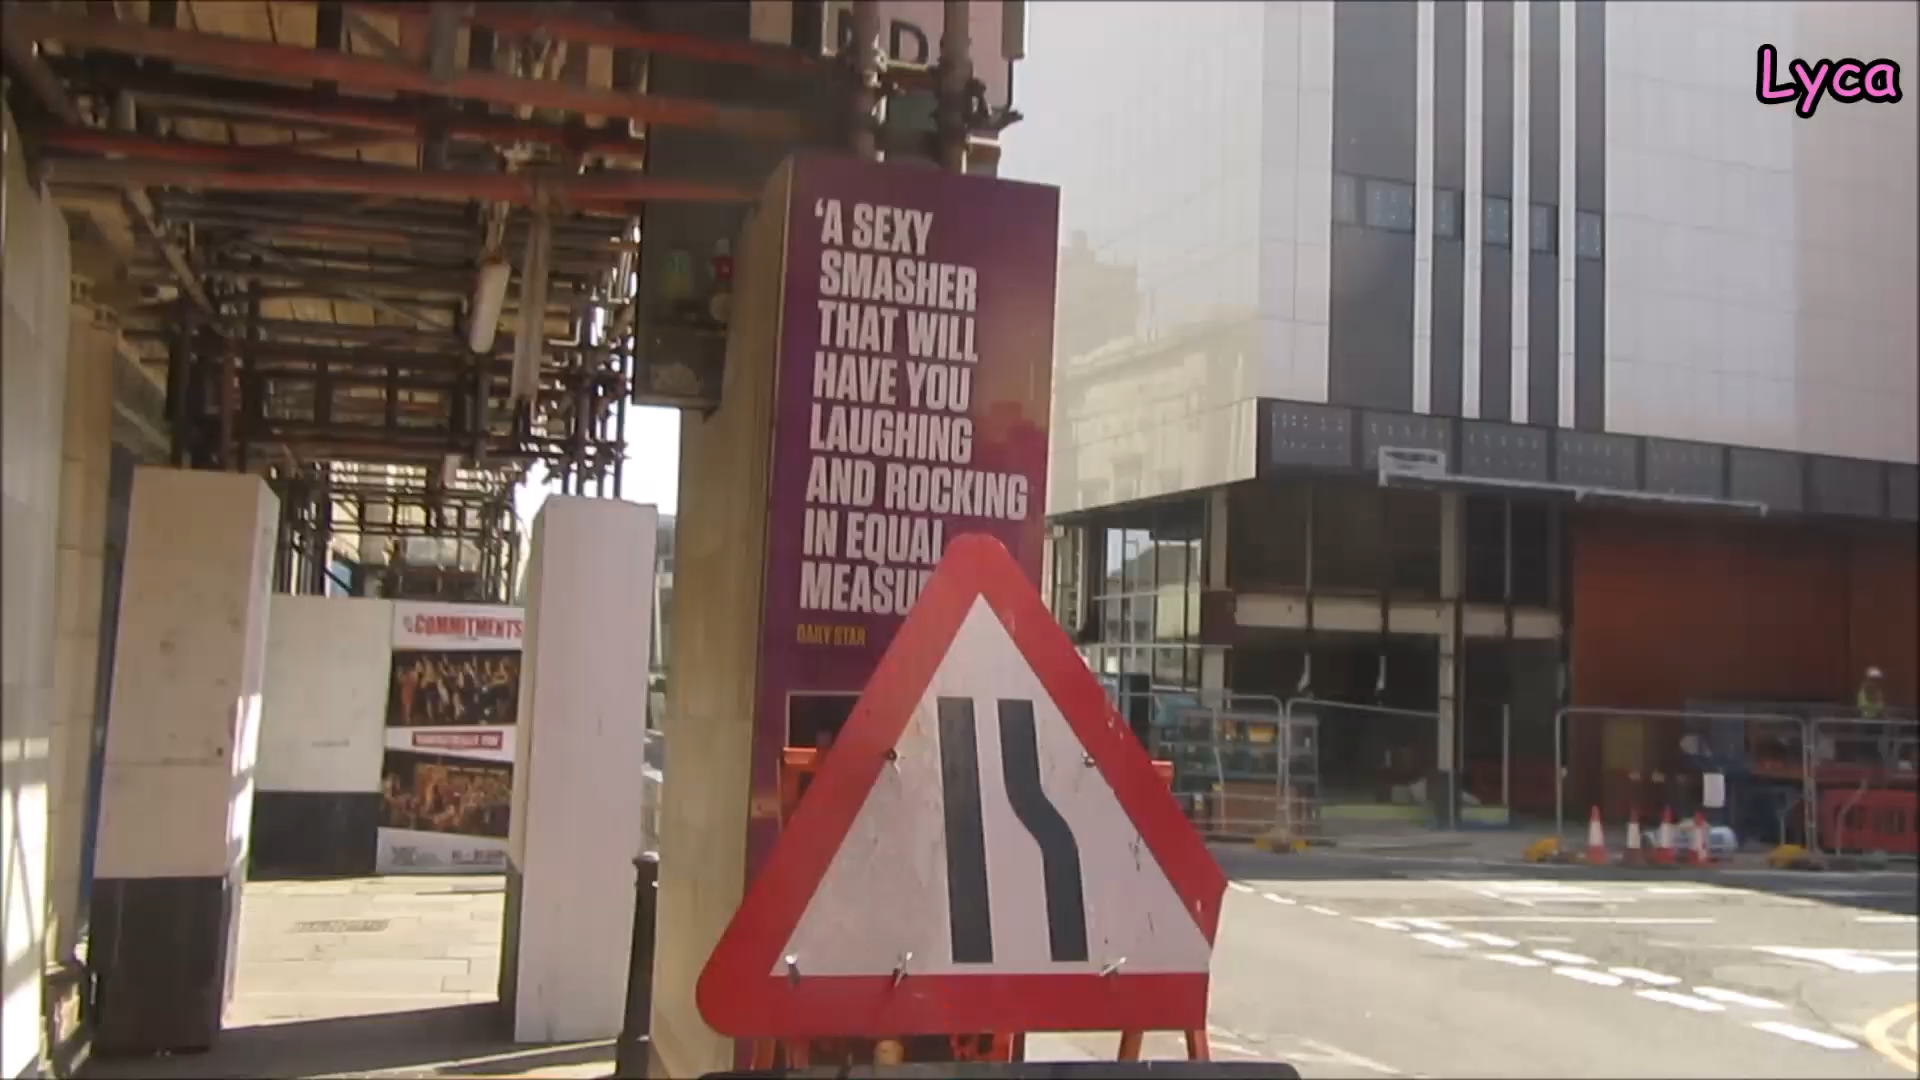 Lyca
D
'A SEXY
SMASHER
THAT WILL
HAVE YOU
LAUGHING
AND ROCKING
IN EQUAL
MEASU
DAILY STAR
COMMITMENTS